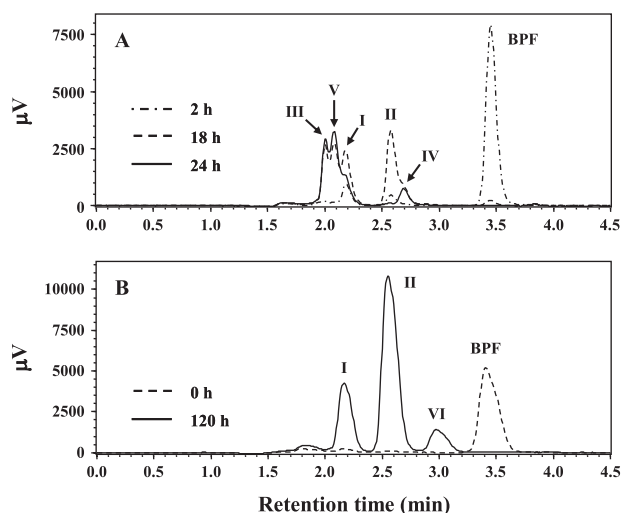 A
BPF
7500
V
III
I
II
5000
2 h
μV
18 h
IV
2500
24 h
0
0.0 0.5 1.0 1.5 2.0 2.5 3.0 3.5 4.0 4.5
B
II
10000
7500
BPF
μV
I
5000
0 h
VI
2500
120 h
0
0.0 0.5 1.0 1.5 2.0 2.5 3.0 3.5 4.0 4.5
Retention time (min)